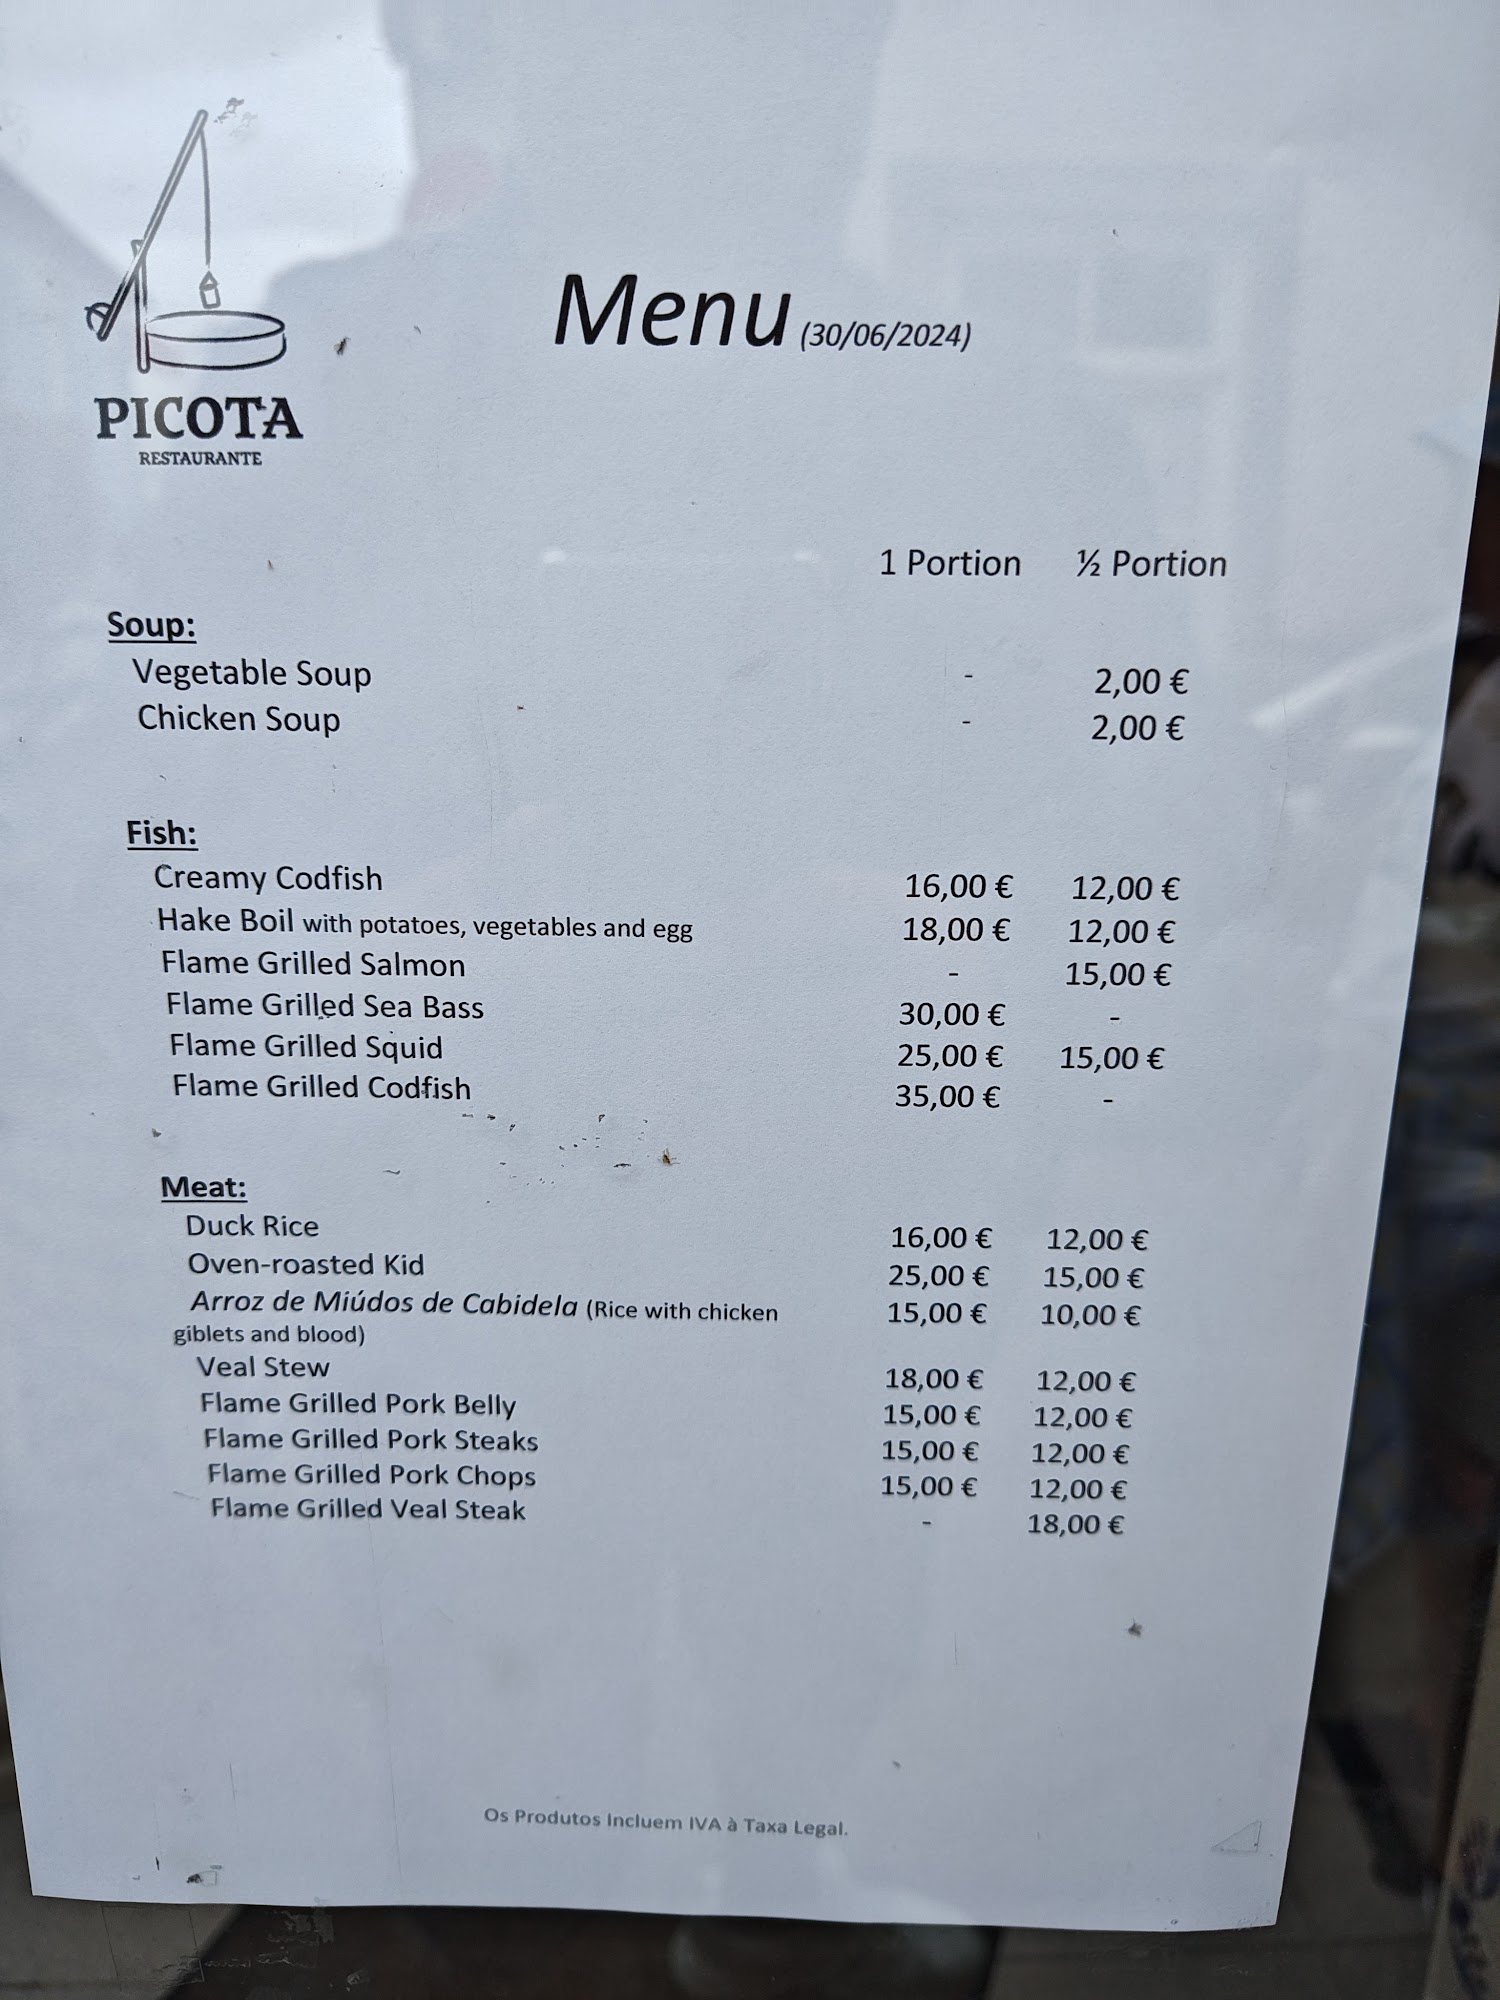 PICOTA
RESTAURANTE
Menu (30/06/2024)
1 Portion ½ Portion
Soup:
Vegetable Soup - 2,00 €
Chicken Soup - 2,00 €
Fish:
Creamy Codfish 16,00 € 12,00 €
Hake Boil with potatoes, vegetables and egg 18,00 € 12,00 €
Flame Grilled Salmon - 15,00 €
Flame Grilled Sea Bass 30,00 € -
Flame Grilled Squid 25,00 € 15,00 €
Flame Grilled Codfish 35,00 € -
Meat:
Duck Rice 16,00 € 12,00 €
Oven-roasted Kid 25,00 € 15,00 €
Arroz de Miúdos de Cabidela (Rice with chicken 15,00 € 10,00 €
giblets and blood)
Veal Stew 18,00 € 12,00 €
Flame Grilled Pork Belly 15,00 € 12,00 €
Flame Grilled Pork Steaks 15,00 € 12,00 €
Flame Grilled Pork Chops 15,00 € 12,00 €
Flame Grilled Veal Steak - 18,00 €
Os Produtos Incluem IVA à Taxa Legal.